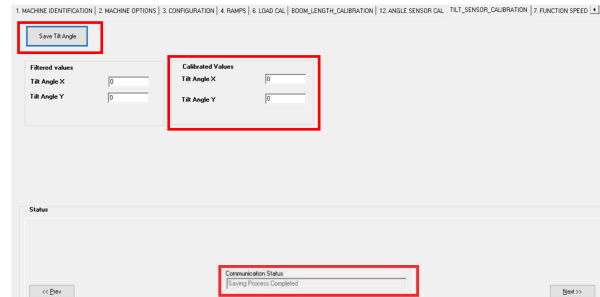 1. MACHINE IDENTIFICATION | 2. MACHINE OPTIONS | 3. CONFIGURATION | 4. RAMPS | 6. LOAD CAL | BOOM_LENGTH_CALIBRATION | 12. ANGLE SENSOR CAL TILT_SENSOR_CALIBRATION | 7. FUNCTION SPEED
Save Tilt Angle
Filtered values
Tilt Angle X 0
Tilt Angle Y 0
Calibrated Values
Tilt Angle X 0
Tilt Angle Y 0
Status
Communication Status
Saving Process Completed
<< Prev
Next >>